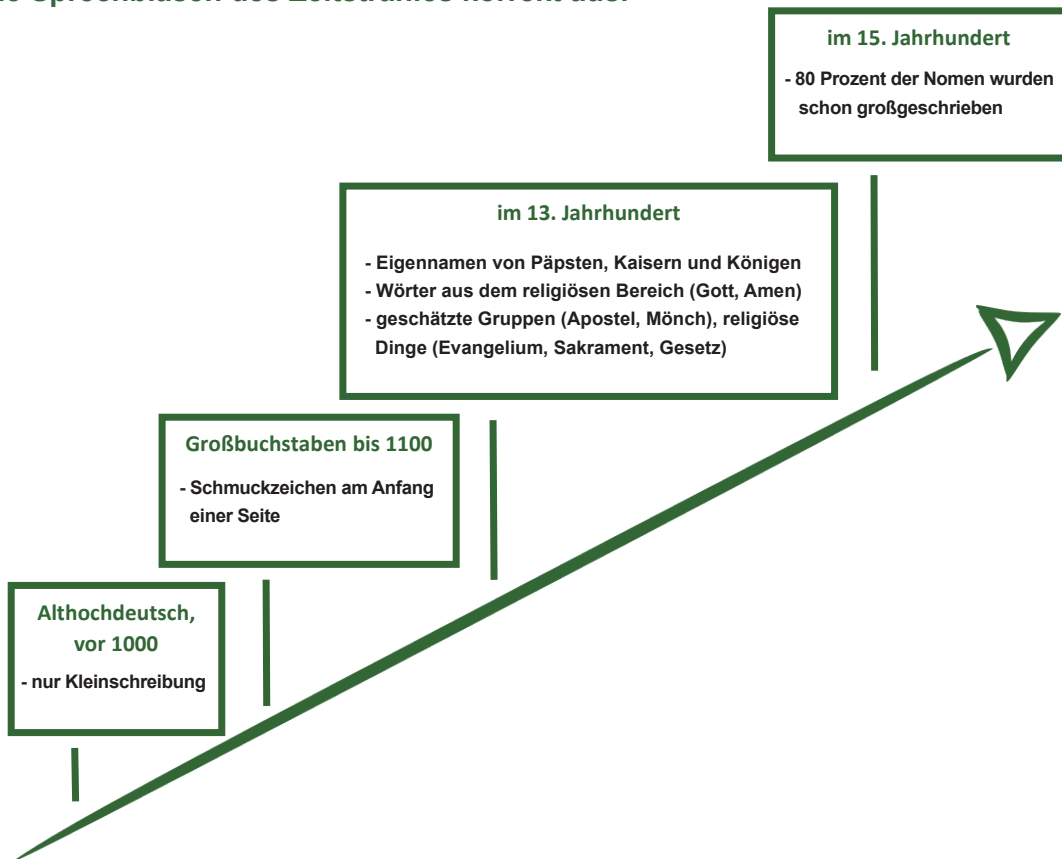 im 15. Jahrhundert
- 80 Prozent der Nomen wurden
schon großgeschrieben
im 13. Jahrhundert
- Eigennamen von Päpsten, Kaisern und Königen
- Wörter aus dem religiösen Bereich (Gott, Amen)
- geschätzte Gruppen (Apostel, Mönch), religiöse
Dinge (Evangelium, Sakrament, Gesetz)
Großbuchstaben bis 1100
- Schmuckzeichen am Anfang
einer Seite
Althochdeutsch,
vor 1000
- nur Kleinschreibung